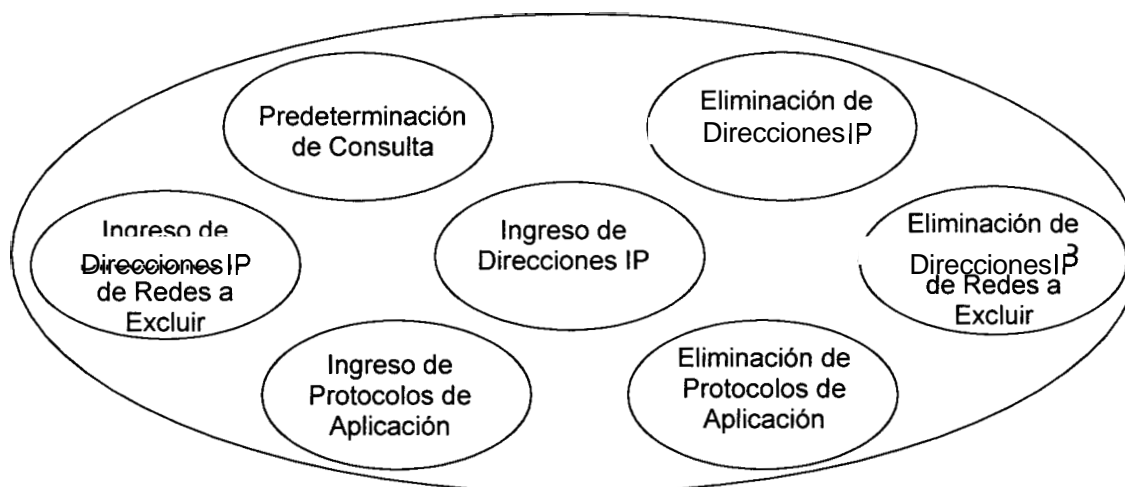 Predeterminación
de Consulta
Eliminación de
Direcciones IP
Ingreso de
Direcciones IP
de Redes a
Excluir
Ingreso de
Direcciones IP
Eliminación de
Direcciones IP
de Redes a
Excluir
Ingreso de
Protocolos de
Aplicación
Eliminación de
Protocolos de
Aplicación